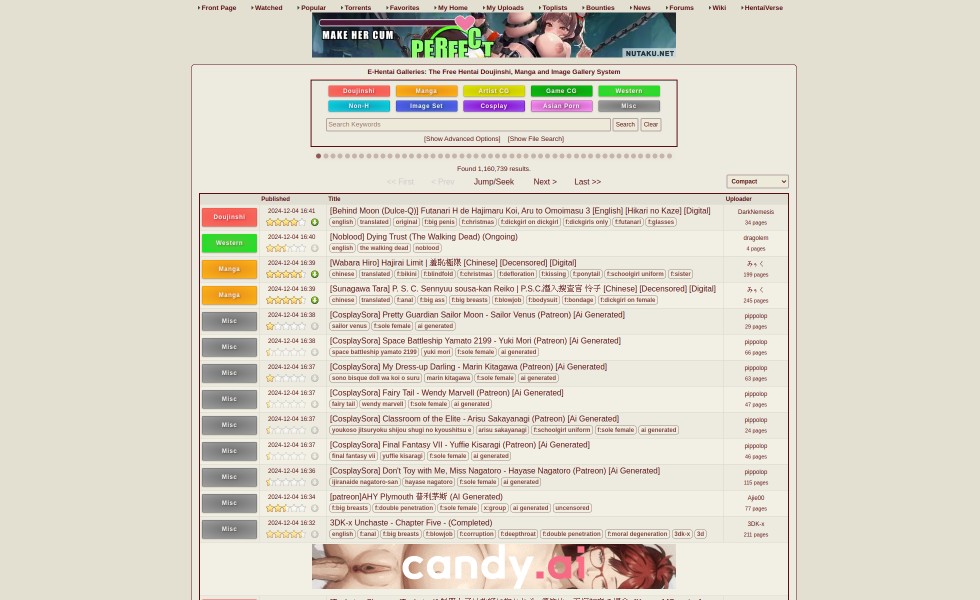 Front Page Watched Popular Torrents Favorites My Home My Uploads Toplists Bounties News Forums Wiki HentaiVerse
MAKE HER CUM
PERFECT
NUTAKU.NET
E-Hentai Galleries: The Free Hentai Doujinshi, Manga and Image Gallery System
Doujinshi Manga Artist CG Game CG Western
Non-H Image Set Cosplay Asian Porn Misc
Search Keywords Search Clear
[Show Advanced Options] [Show File Search]
Found 1,160,739 results.
<< First < Prev Jump/Seek Next > Last >> Compact
Published Title Uploader
Doujinshi 2024-12-04 16:41 [Behind Moon (Dulce-Q)] Futanari H de Hajimaru Koi, Aru to Omoimasu 3 [English] [Hikari no Kaze] [Digital] DarkNemesis
english translated original f:big penis f:christmas f:dickgirl on dickgirl f:dickgirls only f:futanari f:glasses 34 pages
Western 2024-12-04 16:40 [Noblood] Dying Trust (The Walking Dead) (Ongoing) dragolem
english the walking dead noblood 4 pages
Manga 2024-12-04 16:39 [Wabara Hiro] Hajirai Limit | 羞恥極限 [Chinese] [Decensored] [Digital]
chinese translated f:bikini f:blindfold f:christmas f:defloration f:kissing f:ponytail f:schoolgirl uniform f:sister 199 pages
Manga 2024-12-04 16:39 [Sunagawa Tara] P. S. C. Sennyuu sousa-kan Reiko | P.S.C.潜入捜査官 怜子 [Chinese] [Decensored] [Digital]
chinese translated f:anal f:big ass f:big breasts f:blowjob f:bodysuit f:bondage f:dickgirl on female 245 pages
Misc 2024-12-04 16:38 [CosplaySora] Pretty Guardian Sailor Moon - Sailor Venus (Patreon) [Ai Generated] pippolop
sailor venus f:sole female ai generated 29 pages
Misc 2024-12-04 16:38 [CosplaySora] Space Battleship Yamato 2199 - Yuki Mori (Patreon) [Ai Generated] pippolop
space battleship yamato 2199 yuki mori f:sole female ai generated 66 pages
Misc 2024-12-04 16:37 [CosplaySora] My Dress-up Darling - Marin Kitagawa (Patreon) [Ai Generated] pippolop
sono bisque doll wa koi o suru marin kitagawa f:sole female ai generated 63 pages
Misc 2024-12-04 16:37 [CosplaySora] Fairy Tail - Wendy Marvell (Patreon) [Ai Generated] pippolop
fairy tail wendy marvell f:sole female ai generated 47 pages
Misc 2024-12-04 16:37 [CosplaySora] Classroom of the Elite - Arisu Sakayanagi (Patreon) [Ai Generated] pippolop
youkoso jitsuryoku shijou shugi no kyoushitsu e arisu sakayanagi f:schoolgirl uniform f:sole female ai generated 24 pages
Misc 2024-12-04 16:37 [CosplaySora] Final Fantasy VII - Yuffie Kisaragi (Patreon) [Ai Generated] pippolop
final fantasy vii yuffie kisaragi f:sole female ai generated 46 pages
Misc 2024-12-04 16:36 [CosplaySora] Don't Toy with Me, Miss Nagatoro - Hayase Nagatoro (Patreon) [Ai Generated] pippolop
ijiranaide nagatoro-san hayase nagatoro f:sole female ai generated 115 pages
Misc 2024-12-04 16:34 [patreon]AHY Plymouth 普利茅斯 (AI Generated) Ajie00
f:big breasts f:double penetration f:sole female x:group ai generated uncensored 77 pages
Misc 2024-12-04 16:32 3DK-x Unchaste - Chapter Five - (Completed) 3DK-x
english f:anal f:big breasts f:blowjob f:corruption f:deepthroat f:double penetration f:moral degeneration 3dk-x 3d 211 pages
candy.ai